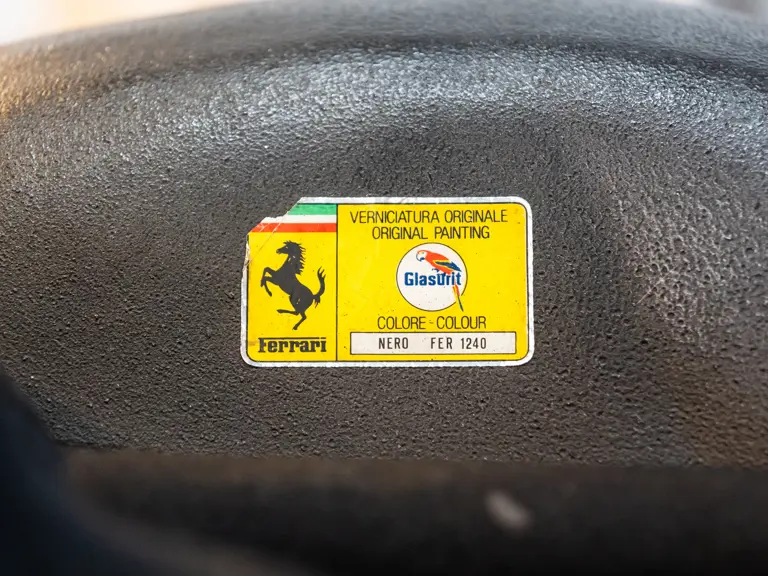 VERNICIATURA ORIGINALE
ORIGINAL PAINTING
Glasurit
COLORE - COLOUR
NERO FER 1240
Ferrari